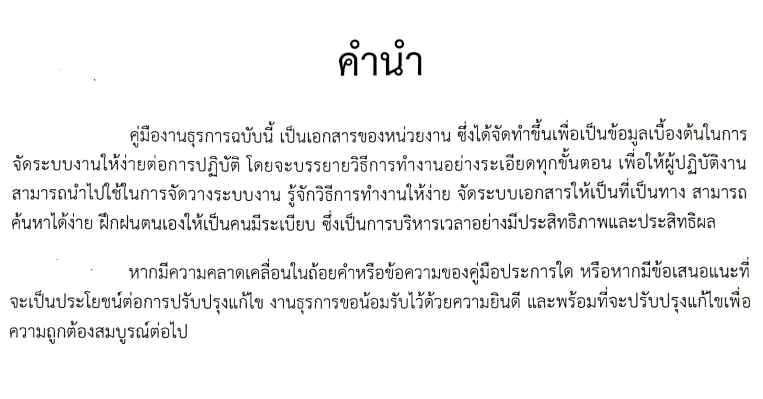 คำนำ
คู่มืองานธุรการฉบับนี้ เป็นเอกสารของหน่วยงาน ซึ่งได้จัดทำขึ้นเพื่อเป็นข้อมูลเบื้องต้นในการ
จัดระบบงานให้ง่ายต่อการปฏิบัติ โดยจะบรรยายวิธีการทำงานอย่างระเอียดทุกขั้นตอน เพื่อให้ผู้ปฏิบัติงาน
สามารถนำไปใช้ในการจัดวางระบบงาน รู้จักวิธีการทำงานให้ง่าย จัดระบบเอกสารให้เป็นที่เป็นทาง สามารถ
ค้นหาได้ง่าย ฝึกฝนตนเองให้เป็นคนมีระเบียบ ซึ่งเป็นการบริหารเวลาอย่างมีประสิทธิภาพและประสิทธิผล
หากมีความคลาดเคลื่อนในถ้อยคำหรือข้อความของคู่มือประการใด หรือหากมีข้อเสนอแนะที่
จะเป็นประโยชน์ต่อการปรับปรุงแก้ไข งานธุรการขอน้อมรับไว้ด้วยความยินดี และพร้อมที่จะปรับปรุงแก้ไขเพื่อ
ความถูกต้องสมบูรณ์ต่อไป